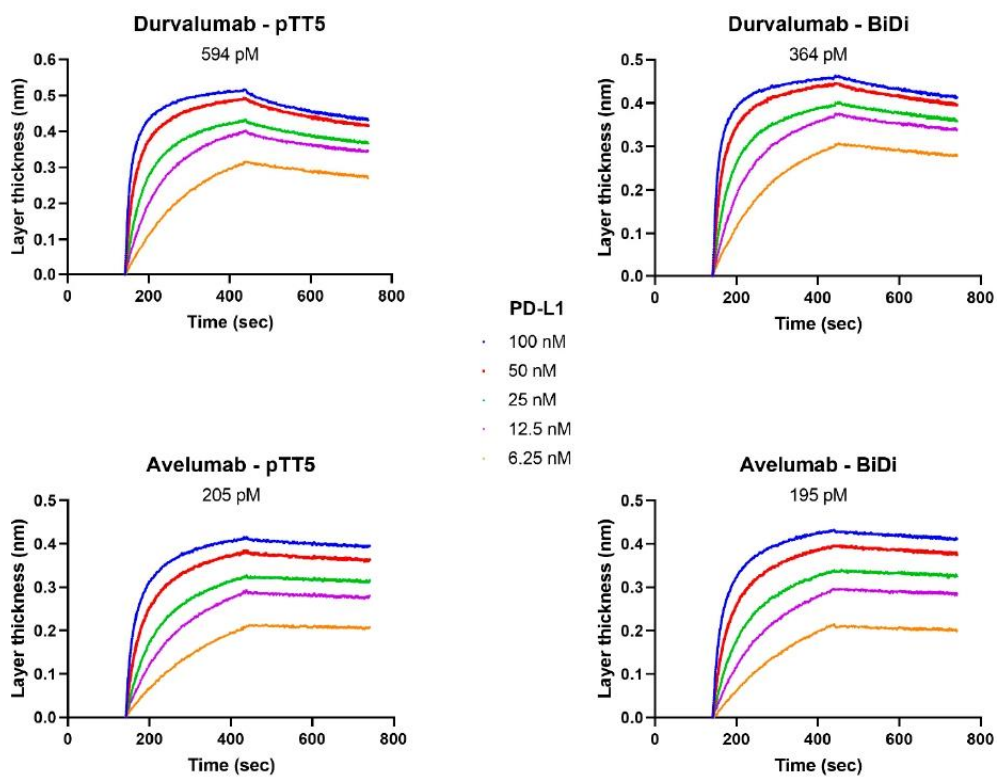 Durvalumab - pTT5
594 pM
Layer thickness (nm)
0.6
0.5
0.4
0.3
0.2
0.1
0.0
0 200 400 600 800
Time (sec)
Durvalumab - BiDi
364 pM
Layer thickness (nm)
0.5
0.4
0.3
0.2
0.1
0.0
0 200 400 600 800
Time (sec)
PD-L1
100 nM
50 nM
25 nM
12.5 nM
6.25 nM
Avelumab - pTT5
205 pM
Layer thickness (nm)
0.5
0.4
0.3
0.2
0.1
0.0
0 200 400 600 800
Time (sec)
Avelumab - BiDi
195 pM
Layer thickness (nm)
0.5
0.4
0.3
0.2
0.1
0.0
0 200 400 600 800
Time (sec)